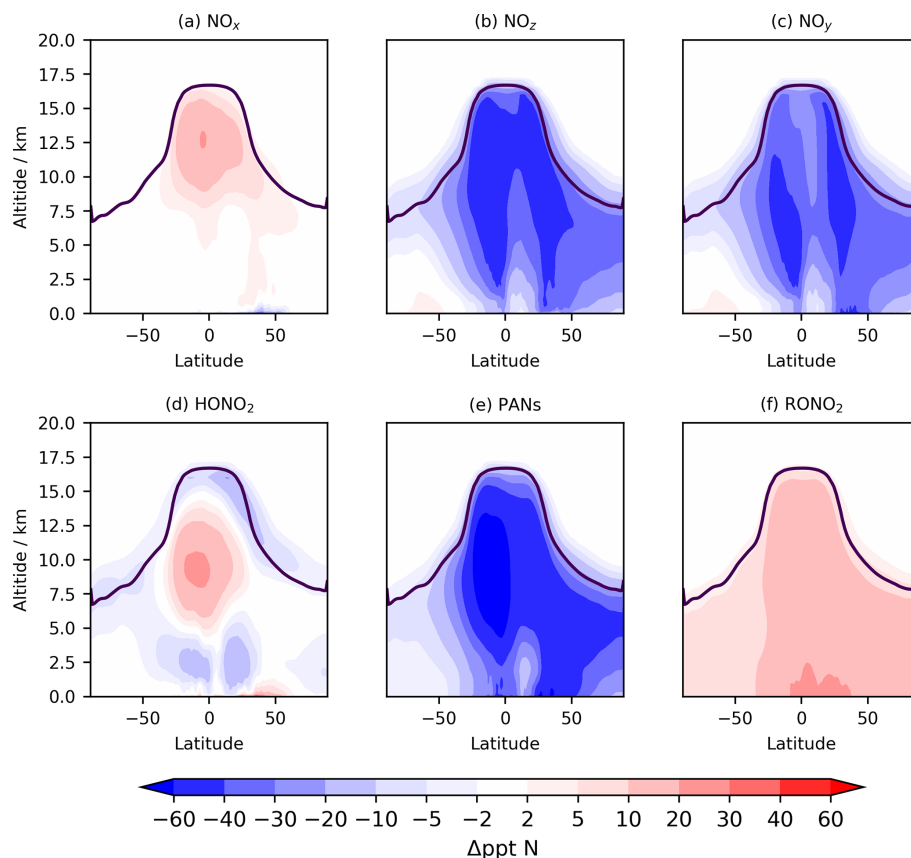 (a) NOₓ (b) NO_z (c) NO_y
20.0
17.5
15.0
12.5
10.0
7.5
5.0
2.5
0.0
Altitide / km
−50 0 50 −50 0 50 −50 0 50
Latitude Latitude Latitude
(d) HONO₂ (e) PANs (f) RONO₂
20.0
17.5
15.0
12.5
10.0
7.5
5.0
2.5
0.0
Altitide / km
−50 0 50 −50 0 50 −50 0 50
Latitude Latitude Latitude
−60 −40 −30 −20 −10 −5 −2 2 5 10 20 30 40 60
Δppt N